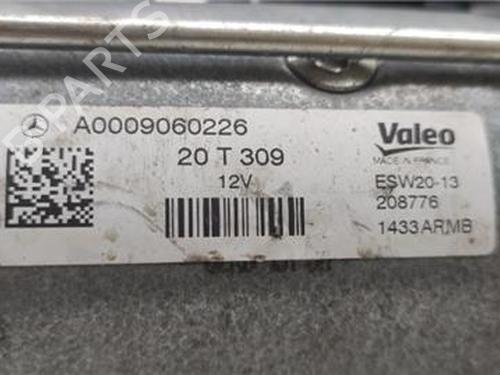 A0009060226
20 T 309
12V
Valeo
MADE IN FRANCE
ESW20-13
208776
1433ARMB